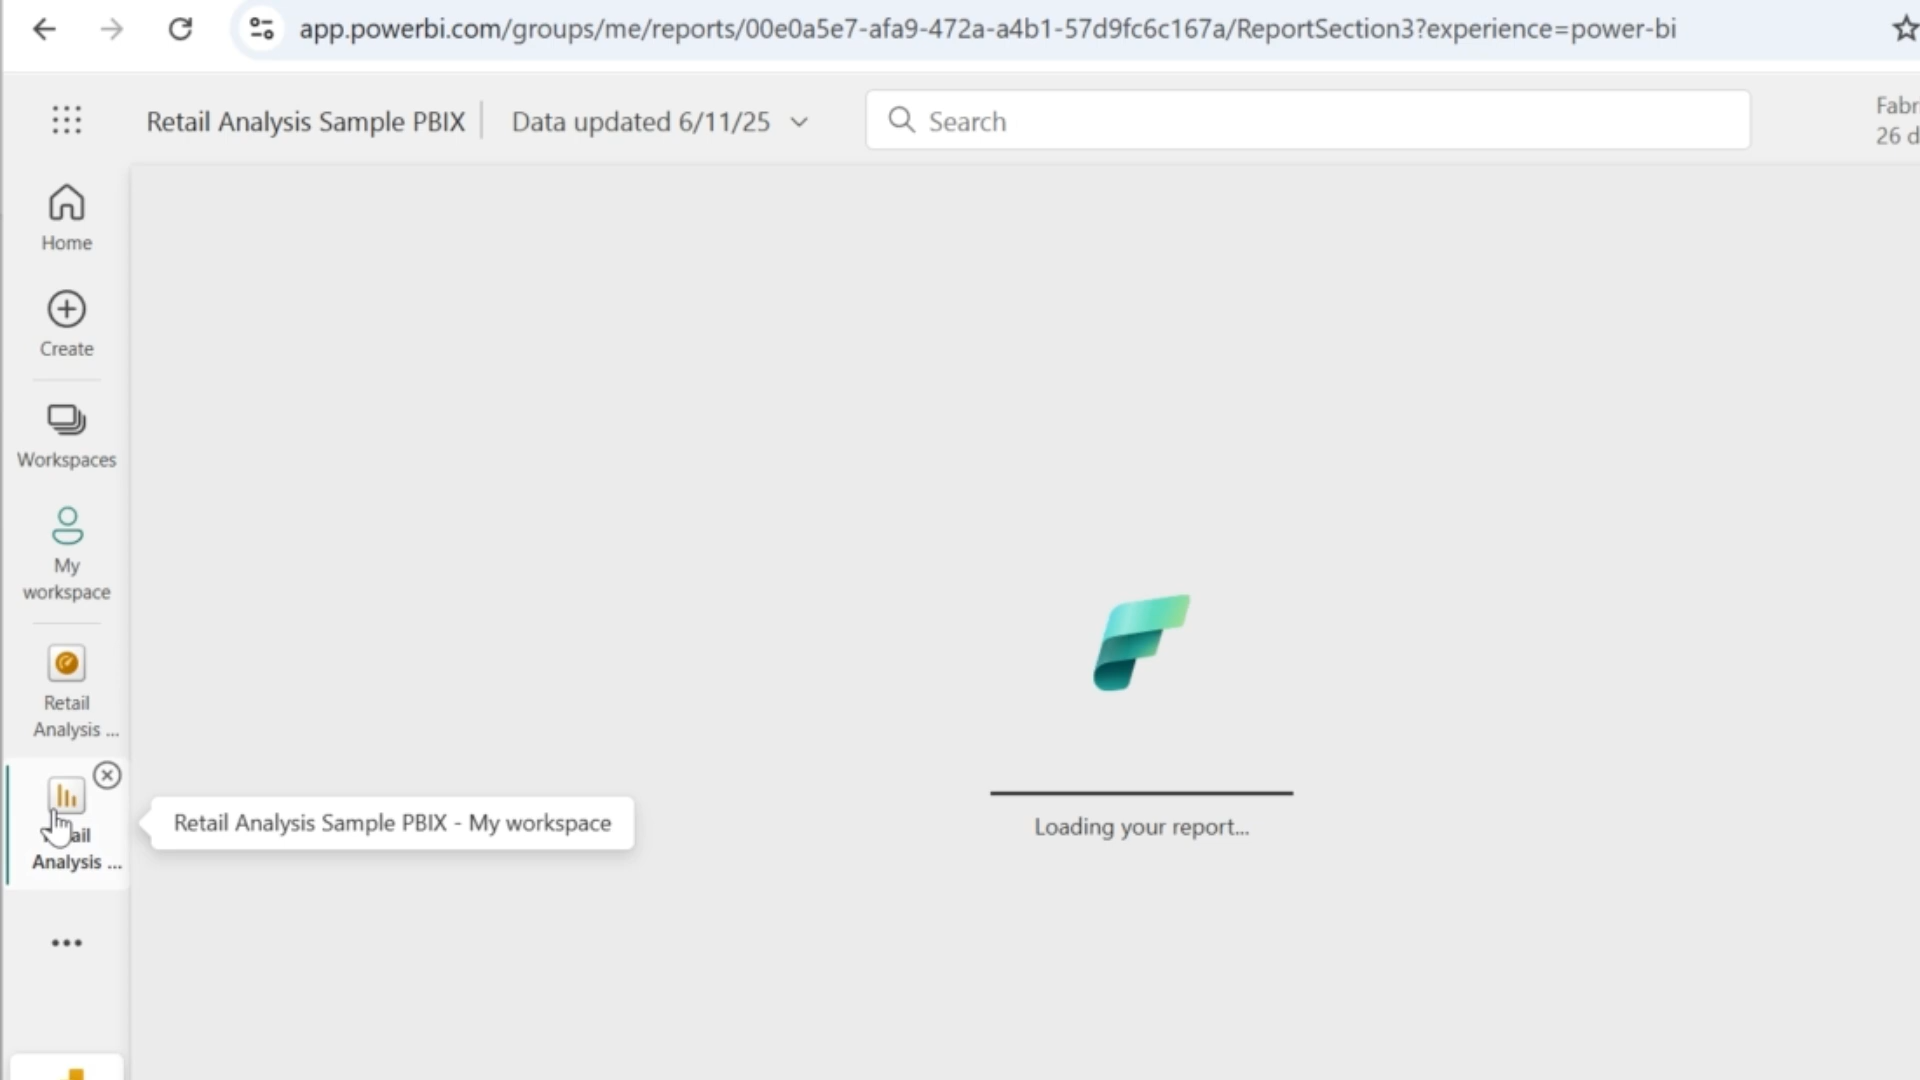 app.powerbi.com/groups/me/reports/00e0a5e7-afa9-472a-a4b1-57d9fc6c167a/ReportSection3?experience=power-bi
Retail Analysis Sample PBIX
Data updated 6/11/25
Search
26 d
Home
Create
Workspaces
My
workspace
Retail
Analysis ...
Analysis ...
Retail Analysis Sample PBIX - My workspace
Loading your report...